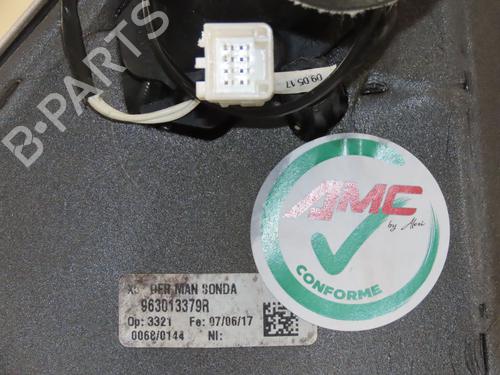 B-PARTS
09.05.17
AMC
by Alexi
CONFORME
DER MAN SONDA
963013379R
Op: 3321 Fe: 07/06/17
0068/0144 NI: